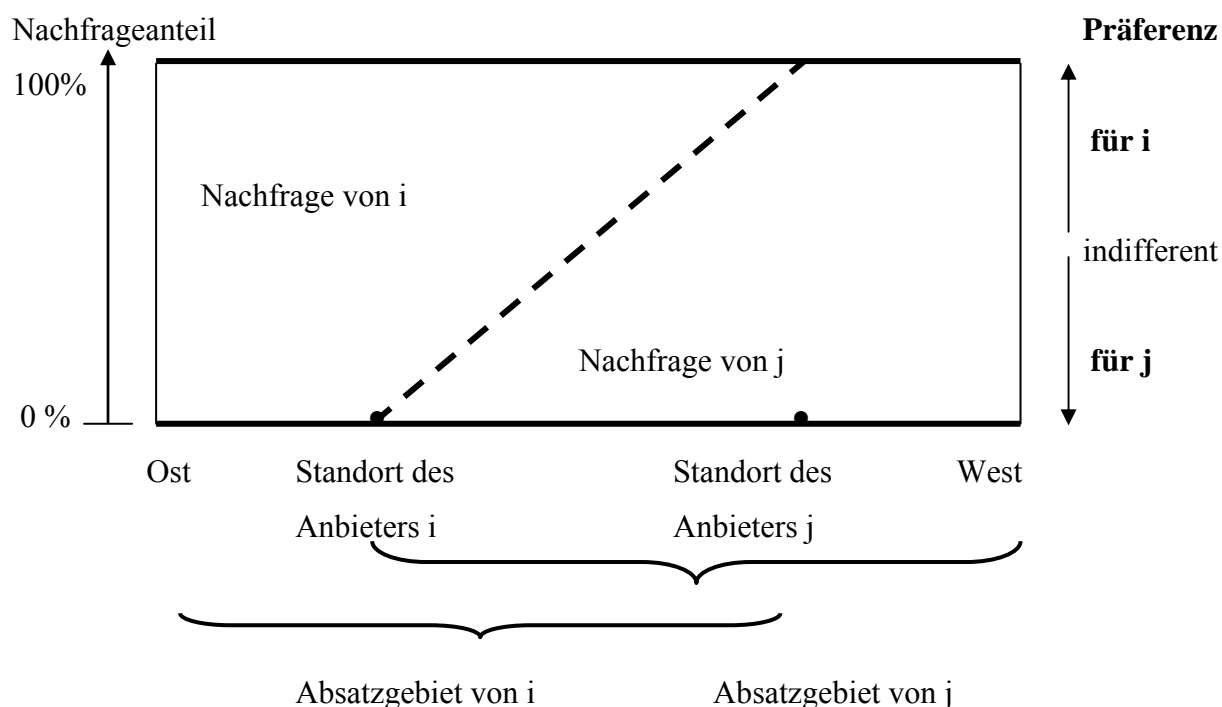 Nachfrageanteil
Präferenz
100%
für i
Nachfrage von i
indifferent
Nachfrage von j
für j
0 %
Ost
Standort des
Anbieters i
Standort des
Anbieters j
West
Absatzgebiet von i
Absatzgebiet von j